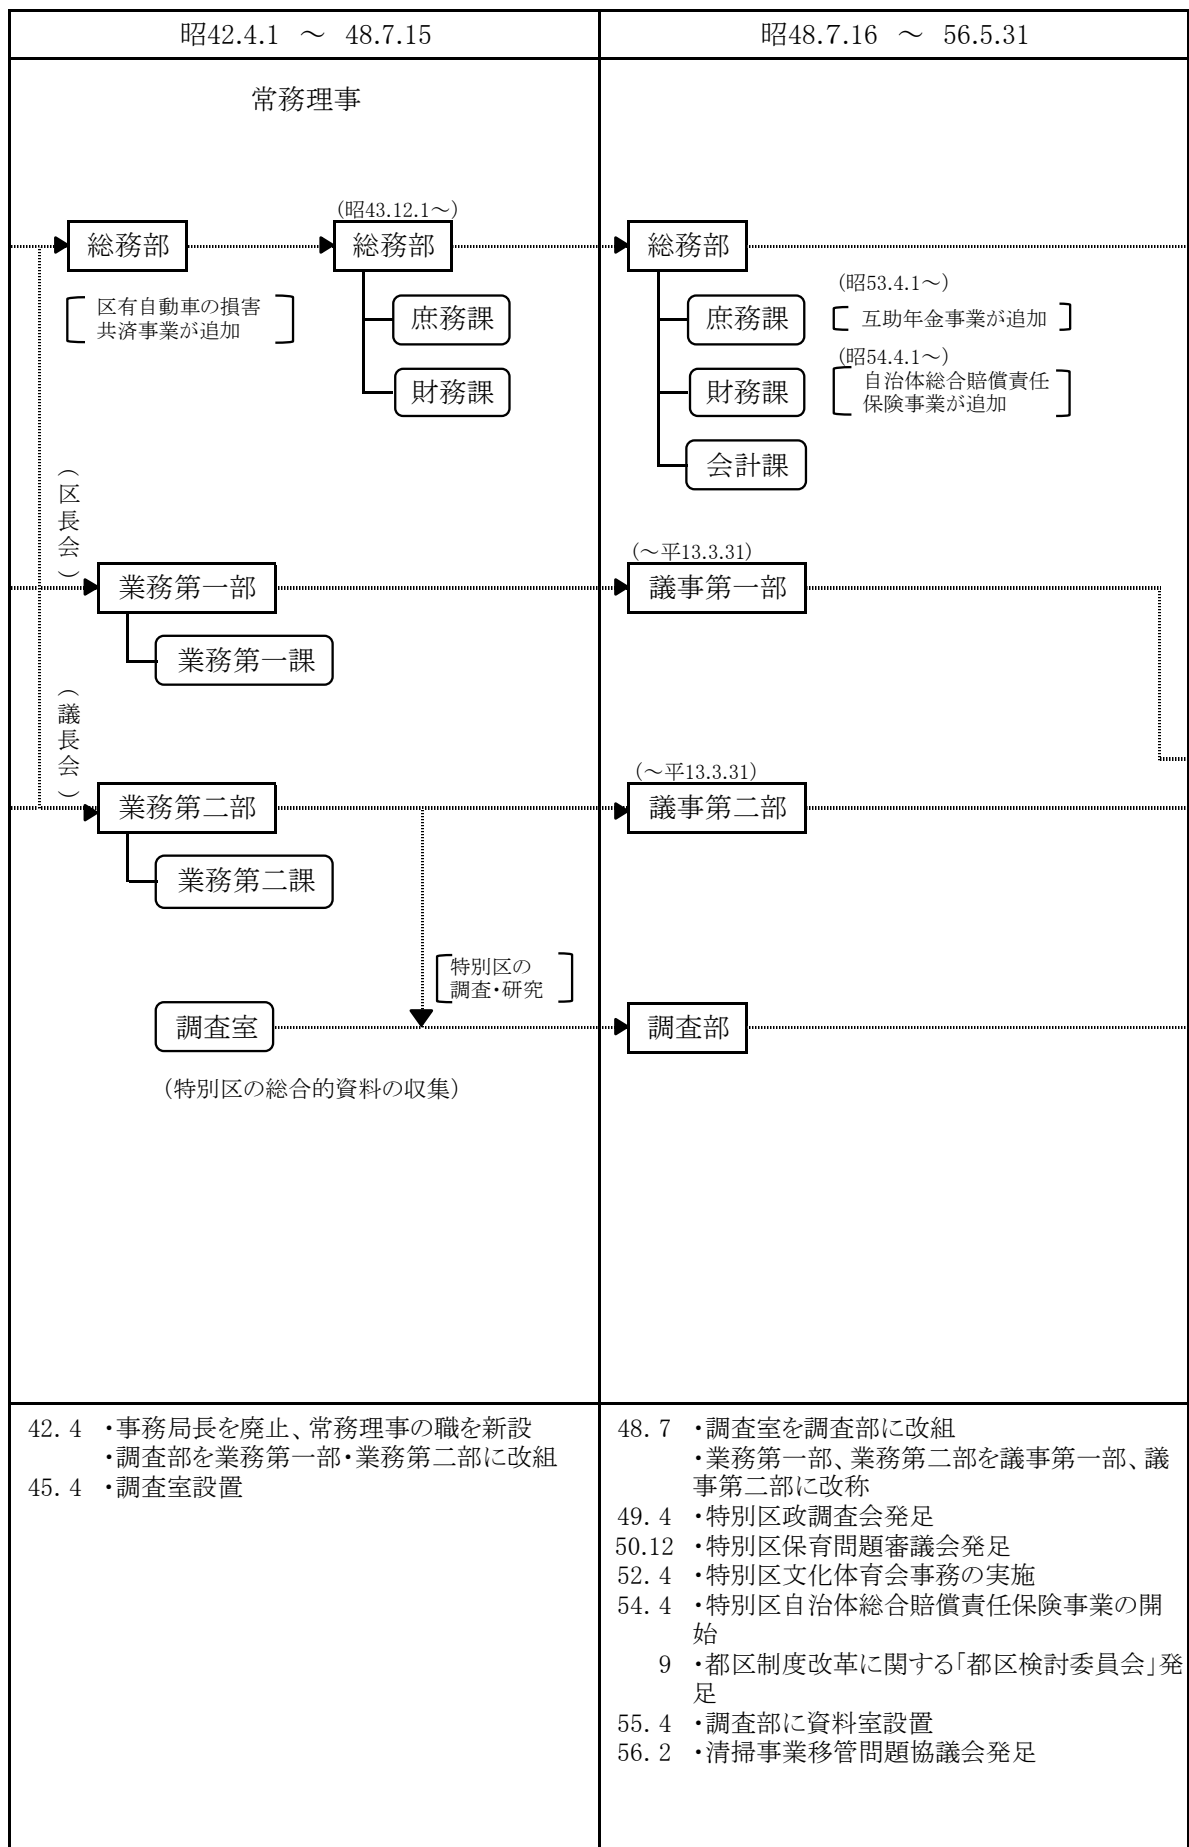 昭42.4.1 ～ 48.7.15
常務理事
総務部
区有自動車の損害
共済事業が追加
(昭43.12.1～)
総務部
庶務課
財務課
(区長会)
業務第一部
業務第一課
(議長会)
業務第二部
業務第二課
特別区の
調査・研究
調査室
(特別区の総合的資料の収集)
42. 4 ・事務局長を廃止、常務理事の職を新設
・調査部を業務第一部・業務第二部に改組
45. 4 ・調査室設置
昭48.7.16 ～ 56.5.31
総務部
庶務課
(昭53.4.1～)
互助年金事業が追加
財務課
(昭54.4.1～)
自治体総合賠償責任
保険事業が追加
会計課
(～平13.3.31)
議事第一部
(～平13.3.31)
議事第二部
調査部
48. 7 ・調査室を調査部に改組
・業務第一部、業務第二部を議事第一部、議
事第二部に改称
49. 4 ・特別区政調査会発足
50.12 ・特別区保育問題審議会発足
52. 4 ・特別区文化体育会事務の実施
54. 4 ・特別区自治体総合賠償責任保険事業の開
始
9 ・都区制度改革に関する「都区検討委員会」発
足
55. 4 ・調査部に資料室設置
56. 2 ・清掃事業移管問題協議会発足